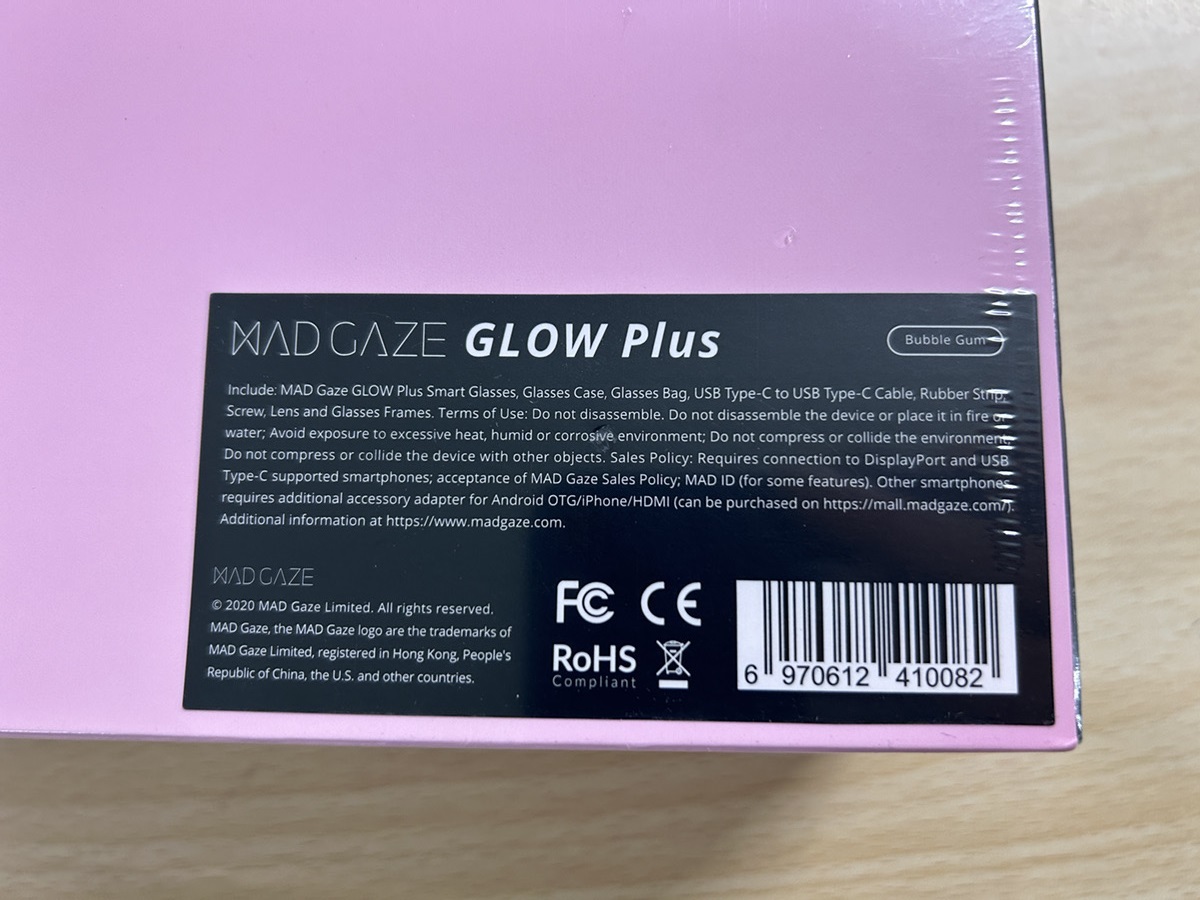 MAD GAZE GLOW Plus
Bubble Gum
Include: MAD Gaze GLOW Plus Smart Glasses, Glasses Case, Glasses Bag, USB Type-C to USB Type-C Cable, Rubber Strip,
Screw, Lens and Glasses Frames. Terms of Use: Do not disassemble. Do not disassemble the device or place it in fire or
water; Avoid exposure to excessive heat, humid or corrosive environment; Do not compress or collide the environment;
Do not compress or collide the device with other objects. Sales Policy: Requires connection to DisplayPort and USB
Type-C supported smartphones; acceptance of MAD Gaze Sales Policy; MAD ID (for some features). Other smartphones
requires additional accessory adapter for Android OTG/iPhone/HDMI (can be purchased on https://mall.madgaze.com/).
Additional information at https://www.madgaze.com.
MAD GAZE
© 2020 MAD Gaze Limited. All rights reserved.
MAD Gaze, the MAD Gaze logo are the trademarks of
MAD Gaze Limited, registered in Hong Kong, People's
Republic of China, the U.S. and other countries.
FC CE
RoHS
Compliant
6 970612 410082